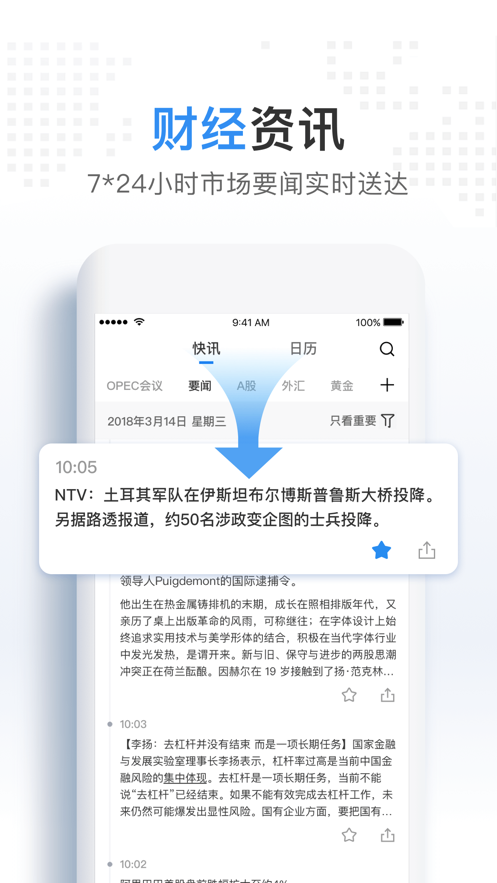 财经资讯
7*24小时市场要闻实时送达
9:41 AM
100%
快讯
日历
OPEC会议
要闻
A股
外汇
黄金
2018年3月14日 星期三
只看重要
10:05
NTV：土耳其军队在伊斯坦布尔博斯普鲁斯大桥投降。
另据路透报道，约50名涉政变企图的士兵投降。
领导人Puigdemont的国际逮捕令。
他出生在热金属铸排机的末期，成长在照相排版年代，又
亲历了桌上出版革命的风雨，可称继往；在字体设计上始
终追求实用技术与美学形体的结合，积极在当代字体行业
中发光发热，是谓开来。新与旧、保守与进步的两股思潮
冲突正在荷兰酝酿。因赫尔在 19 岁接触到了扬·范克林...
10:03
【李扬：去杠杆并没有结束 而是一项长期任务】国家金融
与发展实验室理事长李扬表示，杠杆率过高是当前中国金
融风险的集中体现。去杠杆是一项长期任务，当前不能
说“去杠杆”已经结束。如果不能有效完成去杠杆工作，未
来仍然可能爆发出显性风险。国有企业方面，要把国有...
10:02
阿里巴巴美股盘前跌幅扩大至约4%